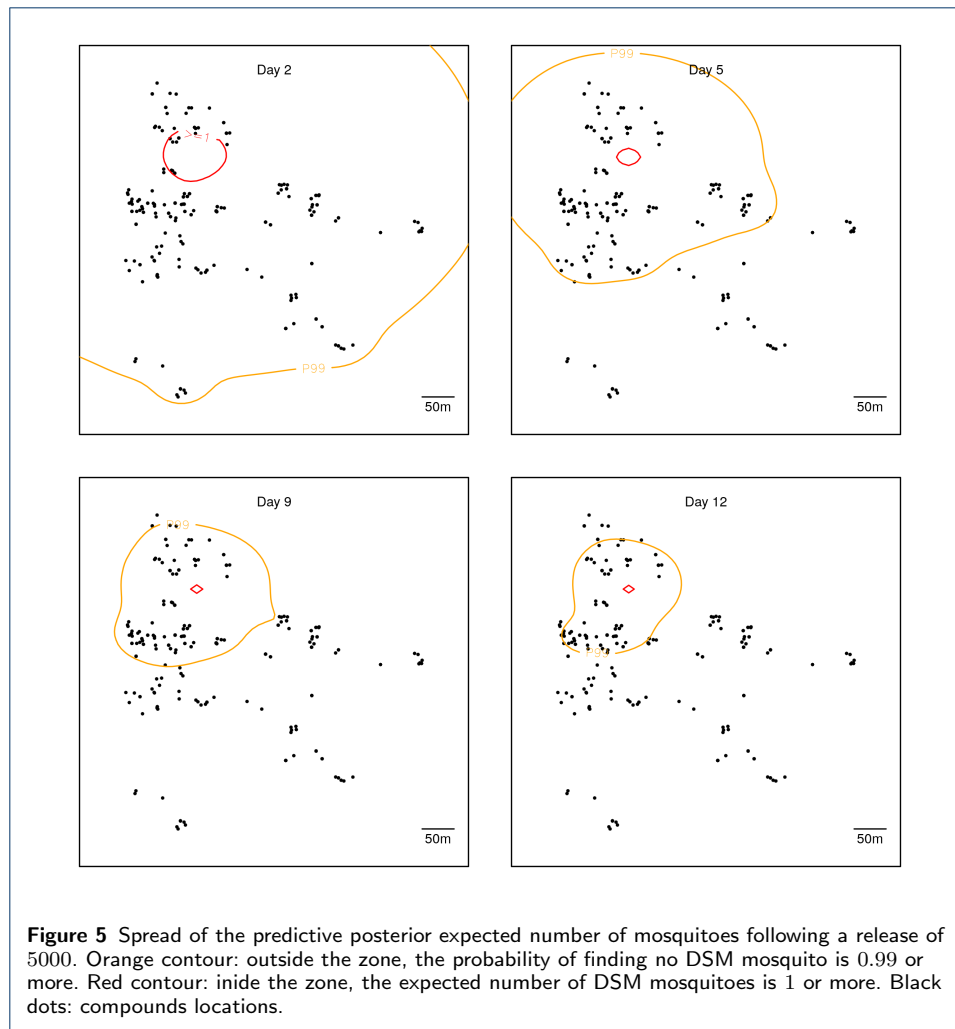 Day 2
>=1
P99
50m
Day 5
P99
50m
Day 9
P99
50m
Day 12
P99
50m
Figure 5 Spread of the predictive posterior expected number of mosquitoes following a release of
5000. Orange contour: outside the zone, the probability of finding no DSM mosquito is 0.99 or
more. Red contour: inide the zone, the expected number of DSM mosquitoes is 1 or more. Black
dots: compounds locations.